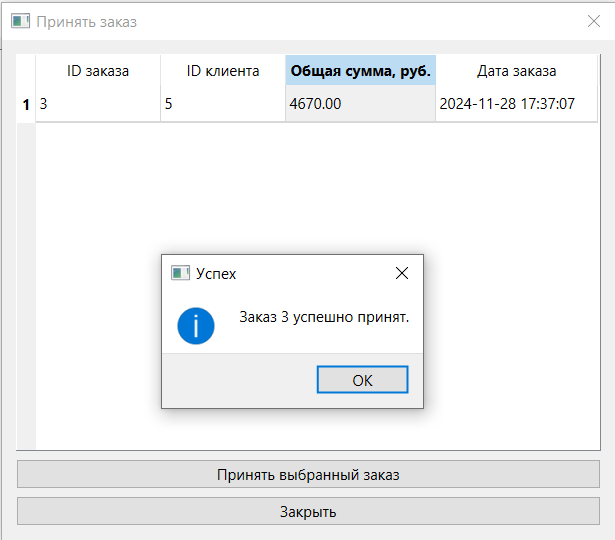 Принять заказ
ID заказа ID клиента Общая сумма, руб. Дата заказа
1 3 5 4670.00 2024-11-28 17:37:07
Успех
Заказ 3 успешно принят.
OK
Принять выбранный заказ
Закрыть